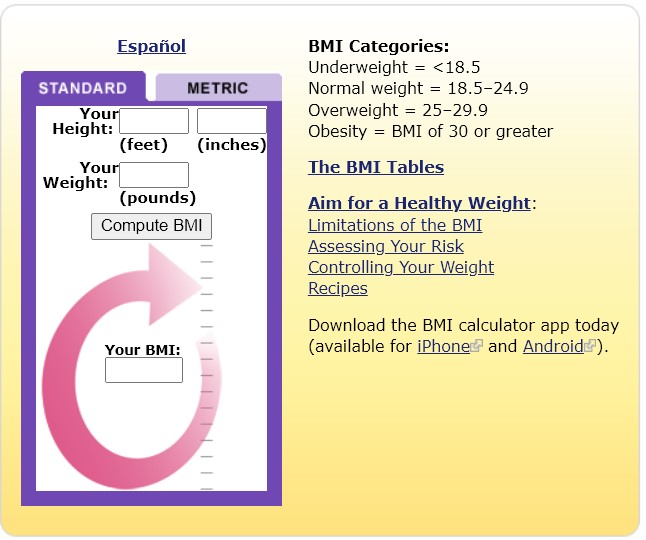 Español
STANDARD
METRIC
Your
Height:
(feet)
(inches)
Your
Weight:
(pounds)
Compute BMI
Your BMI:
BMI Categories:
Underweight = <18.5
Normal weight = 18.5–24.9
Overweight = 25–29.9
Obesity = BMI of 30 or greater
The BMI Tables
Aim for a Healthy Weight:
Limitations of the BMI
Assessing Your Risk
Controlling Your Weight
Recipes
Download the BMI calculator app today
(available for iPhone and Android).